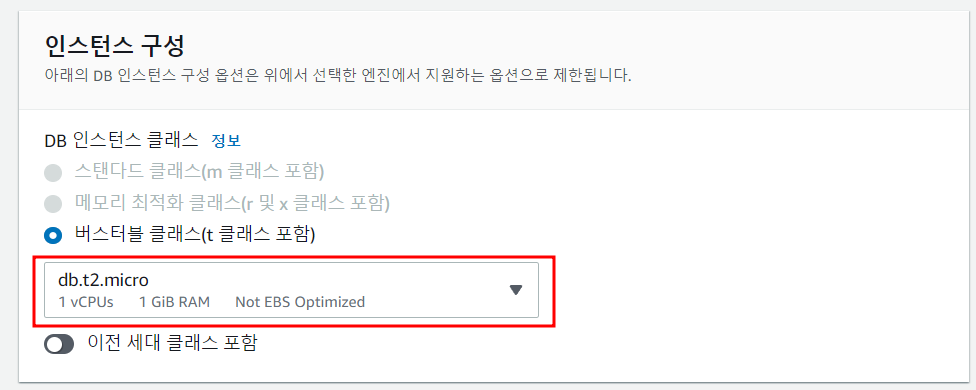 인스턴스 구성
아래의 DB 인스턴스 구성 옵션은 위에서 선택한 엔진에서 지원하는 옵션으로 제한됩니다.
DB 인스턴스 클래스 정보
스탠다드 클래스(m 클래스 포함)
메모리 최적화 클래스(r 및 x 클래스 포함)
버스터블 클래스(t 클래스 포함)
db.t2.micro
1 vCPUs 1 GiB RAM Not EBS Optimized
이전 세대 클래스 포함